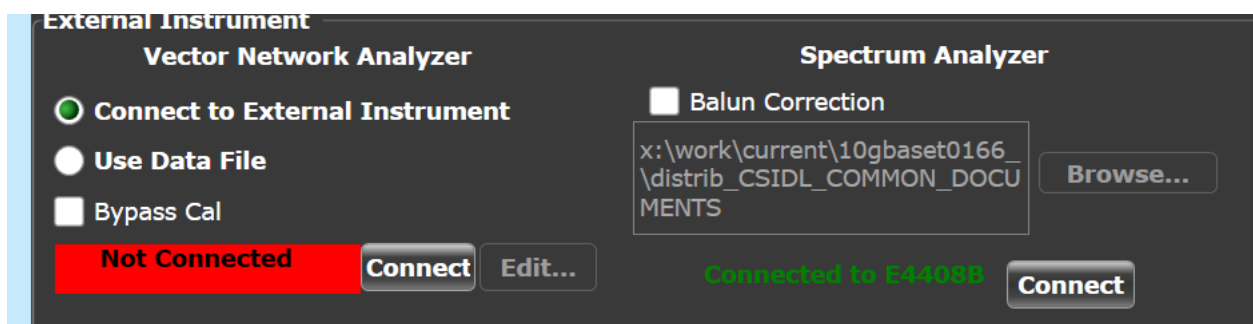 External Instrument
Vector Network Analyzer
Connect to External Instrument
Use Data File
Bypass Cal
Not Connected
Connect
Edit...
Spectrum Analyzer
Balun Correction
x:\work\current\10gbaset0166_
\distrib_CSIDL_COMMON_DOCU
MENTS
Browse...
Connected to E4408B
Connect